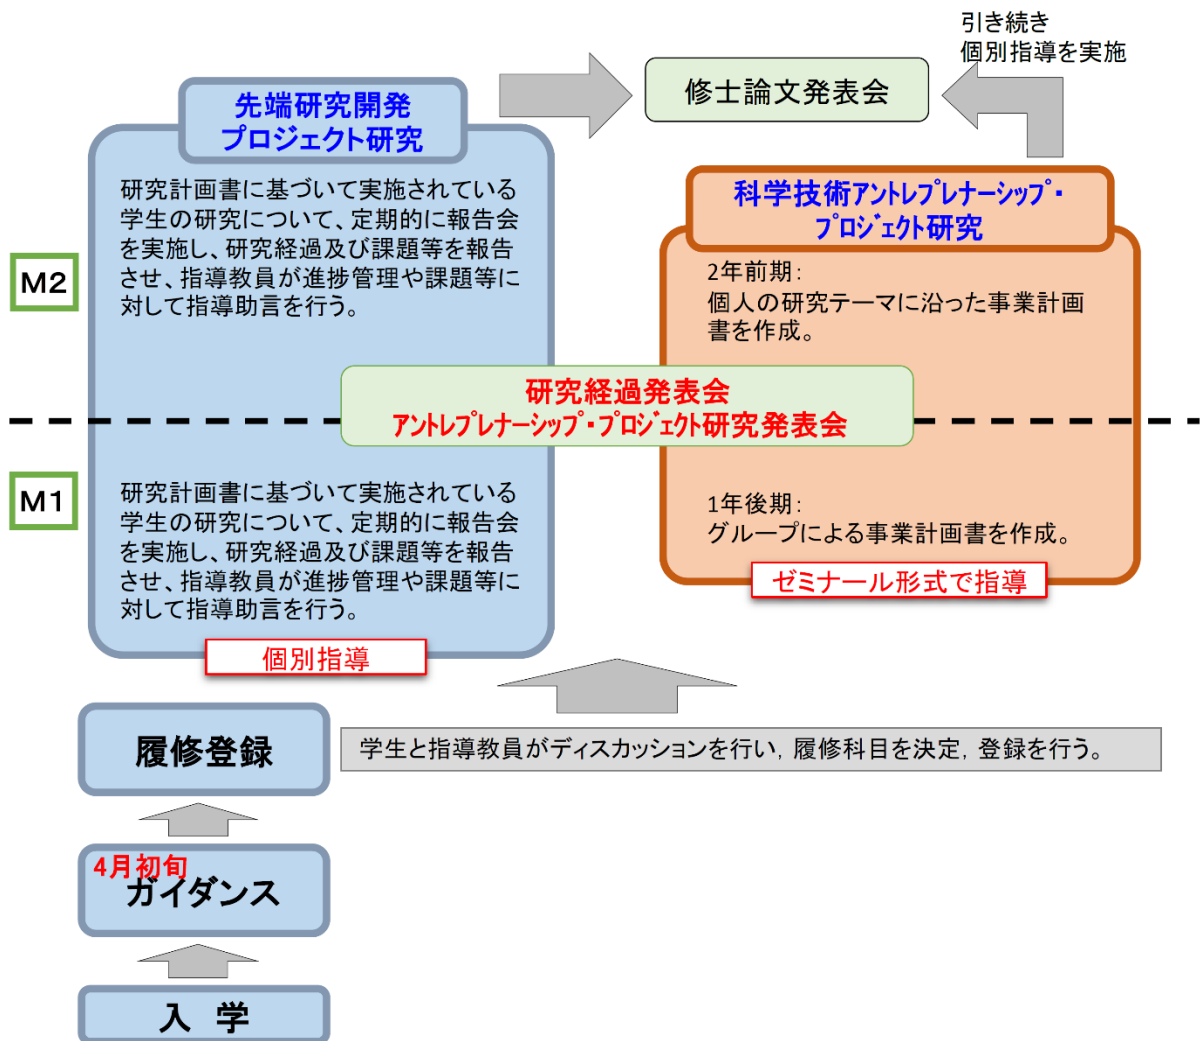 引き続き
個別指導を実施
修士論文発表会
先端研究開発
プロジェクト研究
研究計画書に基づいて実施されている
学生の研究について、定期的に報告会
を実施し、研究経過及び課題等を報告
させ、指導教員が進捗管理や課題等に
対して指導助言を行う。
科学技術アントレプレナーシップ・
プロジェクト研究
2年前期：
個人の研究テーマに沿った事業計画
書を作成。
M2
研究経過発表会
アントレプレナーシップ・プロジェクト研究発表会
M1
研究計画書に基づいて実施されている
学生の研究について、定期的に報告会
を実施し、研究経過及び課題等を報告
させ、指導教員が進捗管理や課題等に
対して指導助言を行う。
個別指導
1年後期：
グループによる事業計画書を作成。
ゼミナール形式で指導
履修登録
学生と指導教員がディスカッションを行い，履修科目を決定，登録を行う。
4月初旬
ガイダンス
入　学